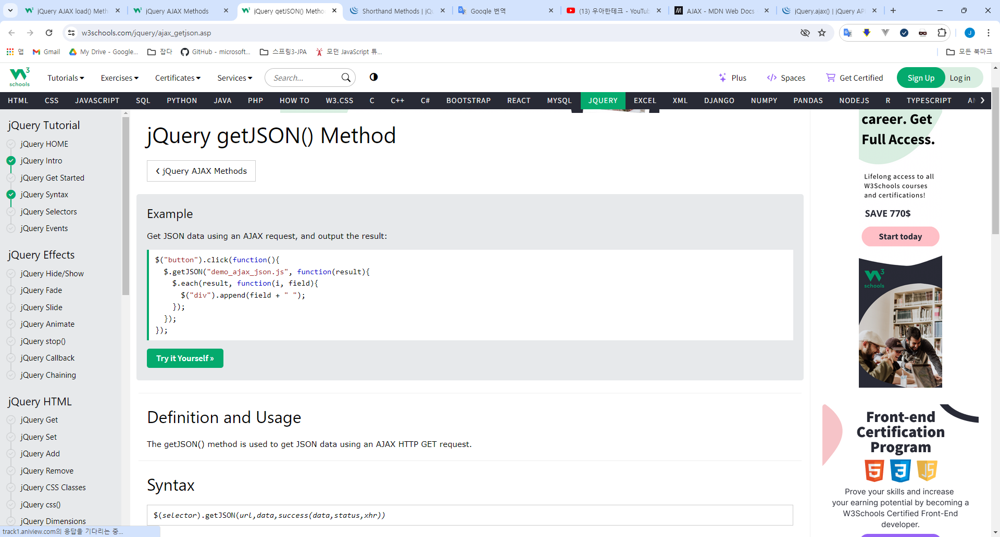 jQuery AJAX load() Meth
jQuery AJAX Methods
jQuery getJSON() Metho
Shorthand Methods | jQu
Google 번역
(13) 우아한테크 - YouTub
AJAX - MDN Web Docs
jQuery.ajax() | jQuery AP
w3schools.com/jquery/ajax_getjson.asp
J
앱
Gmail
My Drive - Google...
잡다
GitHub - microsoft...
스프링3-JPA
모던 JavaScript 튜...
모든 북마크
3
schools
Tutorials
Exercises
Certificates
Services
Search...
Plus
Spaces
Get Certified
Sign Up
Log in
HTML
CSS
JAVASCRIPT
SQL
PYTHON
JAVA
PHP
HOW TO
W3.CSS
C
C++
C#
BOOTSTRAP
REACT
MYSQL
JQUERY
EXCEL
XML
DJANGO
NUMPY
PANDAS
NODEJS
R
TYPESCRIPT
jQuery Tutorial
jQuery HOME
jQuery Intro
jQuery Get Started
jQuery Syntax
jQuery Selectors
jQuery Events
jQuery Effects
jQuery Hide/Show
jQuery Fade
jQuery Slide
jQuery Animate
jQuery stop()
jQuery Callback
jQuery Chaining
jQuery HTML
jQuery Get
jQuery Set
jQuery Add
jQuery Remove
jQuery CSS Classes
jQuery css()
jQuery Dimensions
track1.aniview.com의 응답을 기다리는 중...
jQuery getJSON() Method
❮ jQuery AJAX Methods
Example
Get JSON data using an AJAX request, and output the result:
$("button").click(function(){
  $.getJSON("demo_ajax_json.js", function(result){
    $.each(result, function(i, field){
      $("div").append(field + " ");
    });
  });
});
Try it Yourself »
Definition and Usage
The getJSON() method is used to get JSON data using an AJAX HTTP GET request.
Syntax
$(selector).getJSON(url,data,success(data,status,xhr))
career. Get
Full Access.
Lifelong access to all
W3Schools courses
and certifications!
SAVE 770$
Start today
3
schools
Front-end
Certification
Program
5
3
JS
Prove your skills and increase
your earning potential by becoming a
W3Schools Certified Front-End
developer.